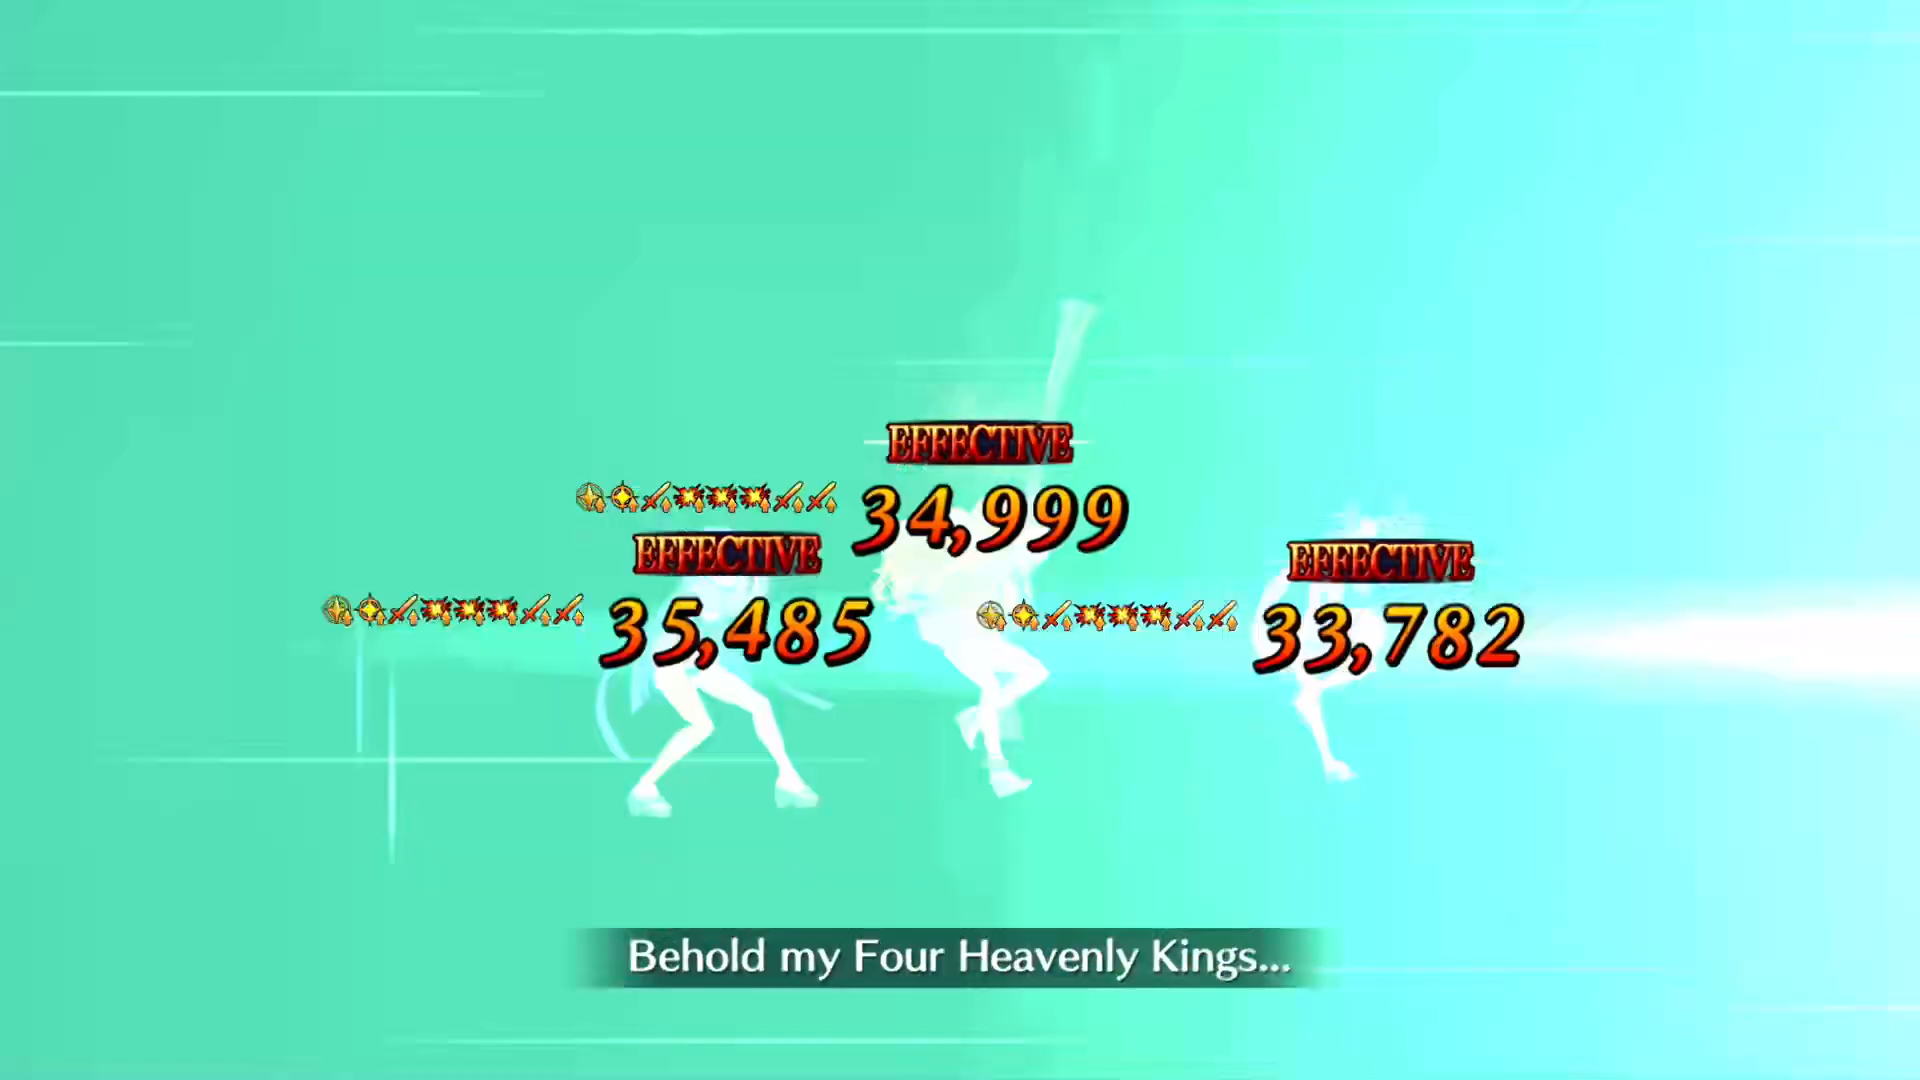 EFFECTIVE
34,999
EFFECTIVE
35,485
EFFECTIVE
33,782
Behold my Four Heavenly Kings...